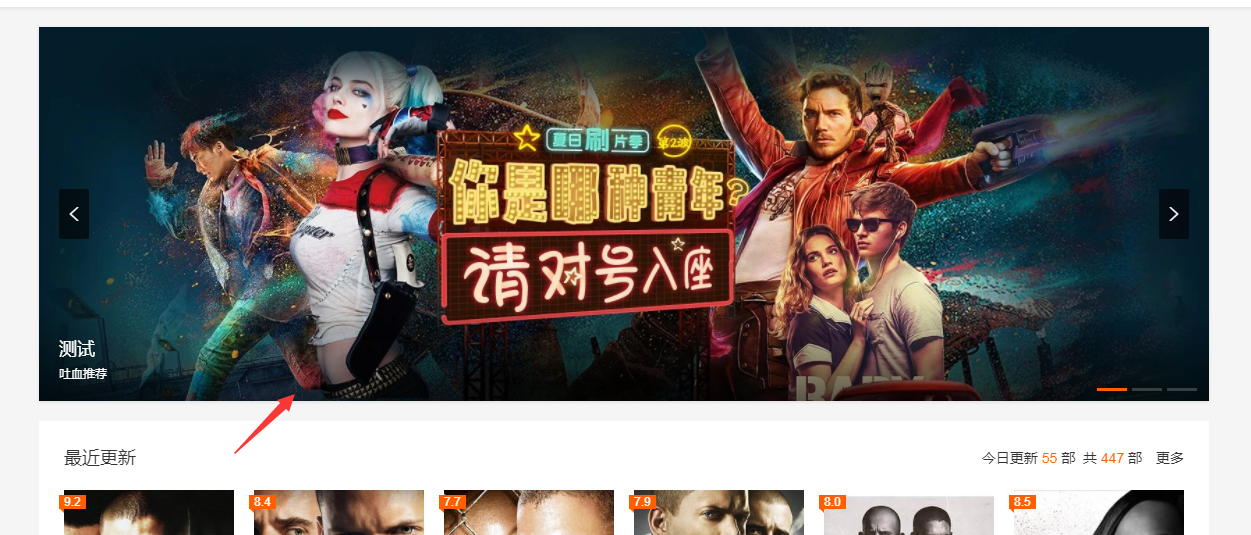 夏日刷片季 第2波
你是哪种青年?
请对号入座
测试
吐血推荐
BABY
最近更新
今日更新 55 部 共 447 部 更多
9.2 8.4 7.7 7.9 8.0 8.5